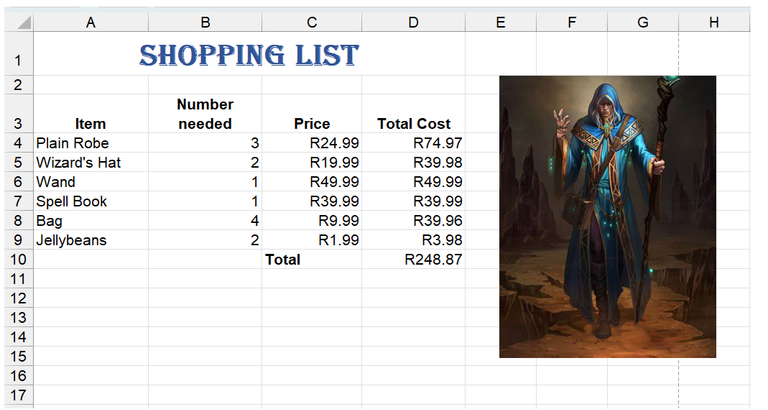 A B C D E F G H
1 SHOPPING LIST
2
3 Item Number needed Price Total Cost
4 Plain Robe 3 R24.99 R74.97
5 Wizard's Hat 2 R19.99 R39.98
6 Wand 1 R49.99 R49.99
7 Spell Book 1 R39.99 R39.99
8 Bag 4 R9.99 R39.96
9 Jellybeans 2 R1.99 R3.98
10 Total R248.87
11
12
13
14
15
16
17